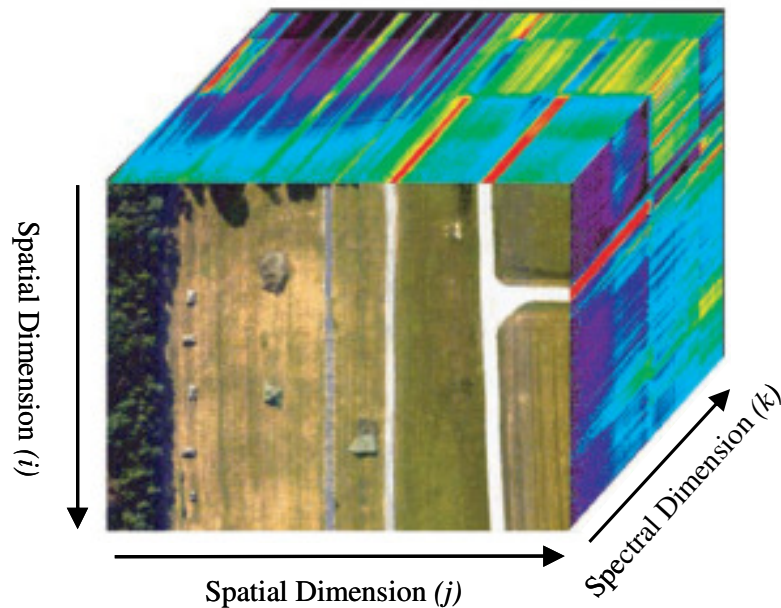 Spatial Dimension (i)
Spatial Dimension (j)
Spectral Dimension (k)